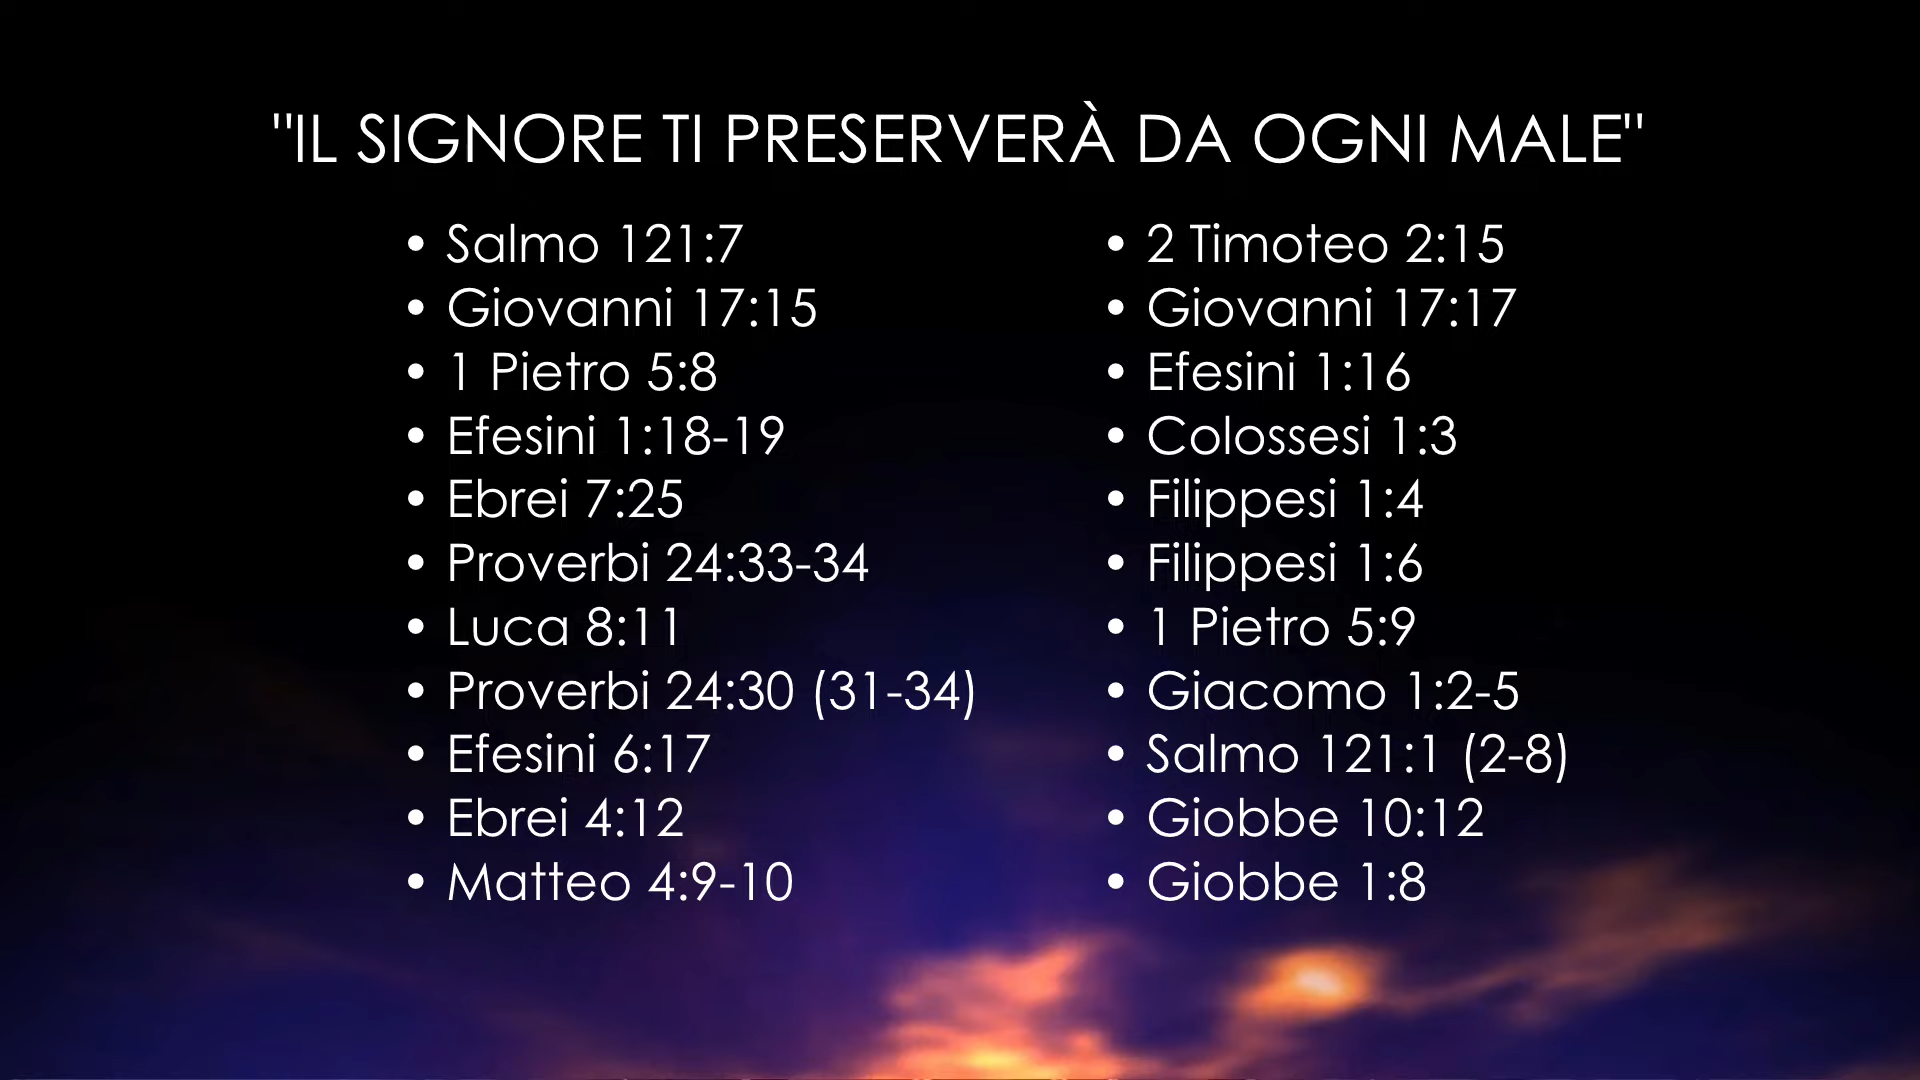 "IL SIGNORE TI PRESERVERÀ DA OGNI MALE"
• Salmo 121:7
• Giovanni 17:15
• 1 Pietro 5:8
• Efesini 1:18-19
• Ebrei 7:25
• Proverbi 24:33-34
• Luca 8:11
• Proverbi 24:30 (31-34)
• Efesini 6:17
• Ebrei 4:12
• Matteo 4:9-10
• 2 Timoteo 2:15
• Giovanni 17:17
• Efesini 1:16
• Colossesi 1:3
• Filippesi 1:4
• Filippesi 1:6
• 1 Pietro 5:9
• Giacomo 1:2-5
• Salmo 121:1 (2-8)
• Giobbe 10:12
• Giobbe 1:8